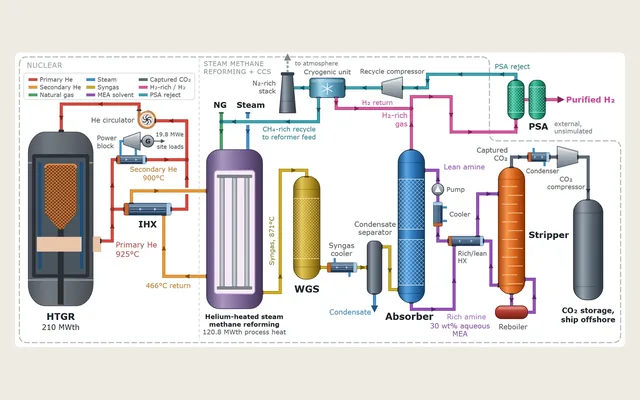 NUCLEAR
Primary He
Secondary He
Natural gas
Steam
Syngas
MEA solvent
Captured CO₂
H₂-rich / H₂
PSA reject
STEAM METHANE
REFORMING + CCS
to atmosphere
N₂-rich
stack
Cryogenic unit
Recycle compressor
PSA reject
He circulator
Power
block
G
19.8 MWe
site loads
NG
Steam
H₂ return
H₂-rich
gas
CH₄-rich recycle
to reformer feed
Purified H₂
PSA
external,
unsimulated
Secondary He
900°C
IHX
Primary He
925°C
466°C return
HTGR
210 MWth
Syngas, 871°C
Helium-heated steam
methane reforming
120.8 MWth process heat
WGS
Syngas
cooler
Condensate
separator
Condensate
Absorber
Lean amine
Pump
Cooler
Rich/lean
HX
Rich amine
30 wt% aqueous
MEA
Captured
CO₂
Condenser
CO₂
compressor
Stripper
Reboiler
CO₂ storage,
ship offshore